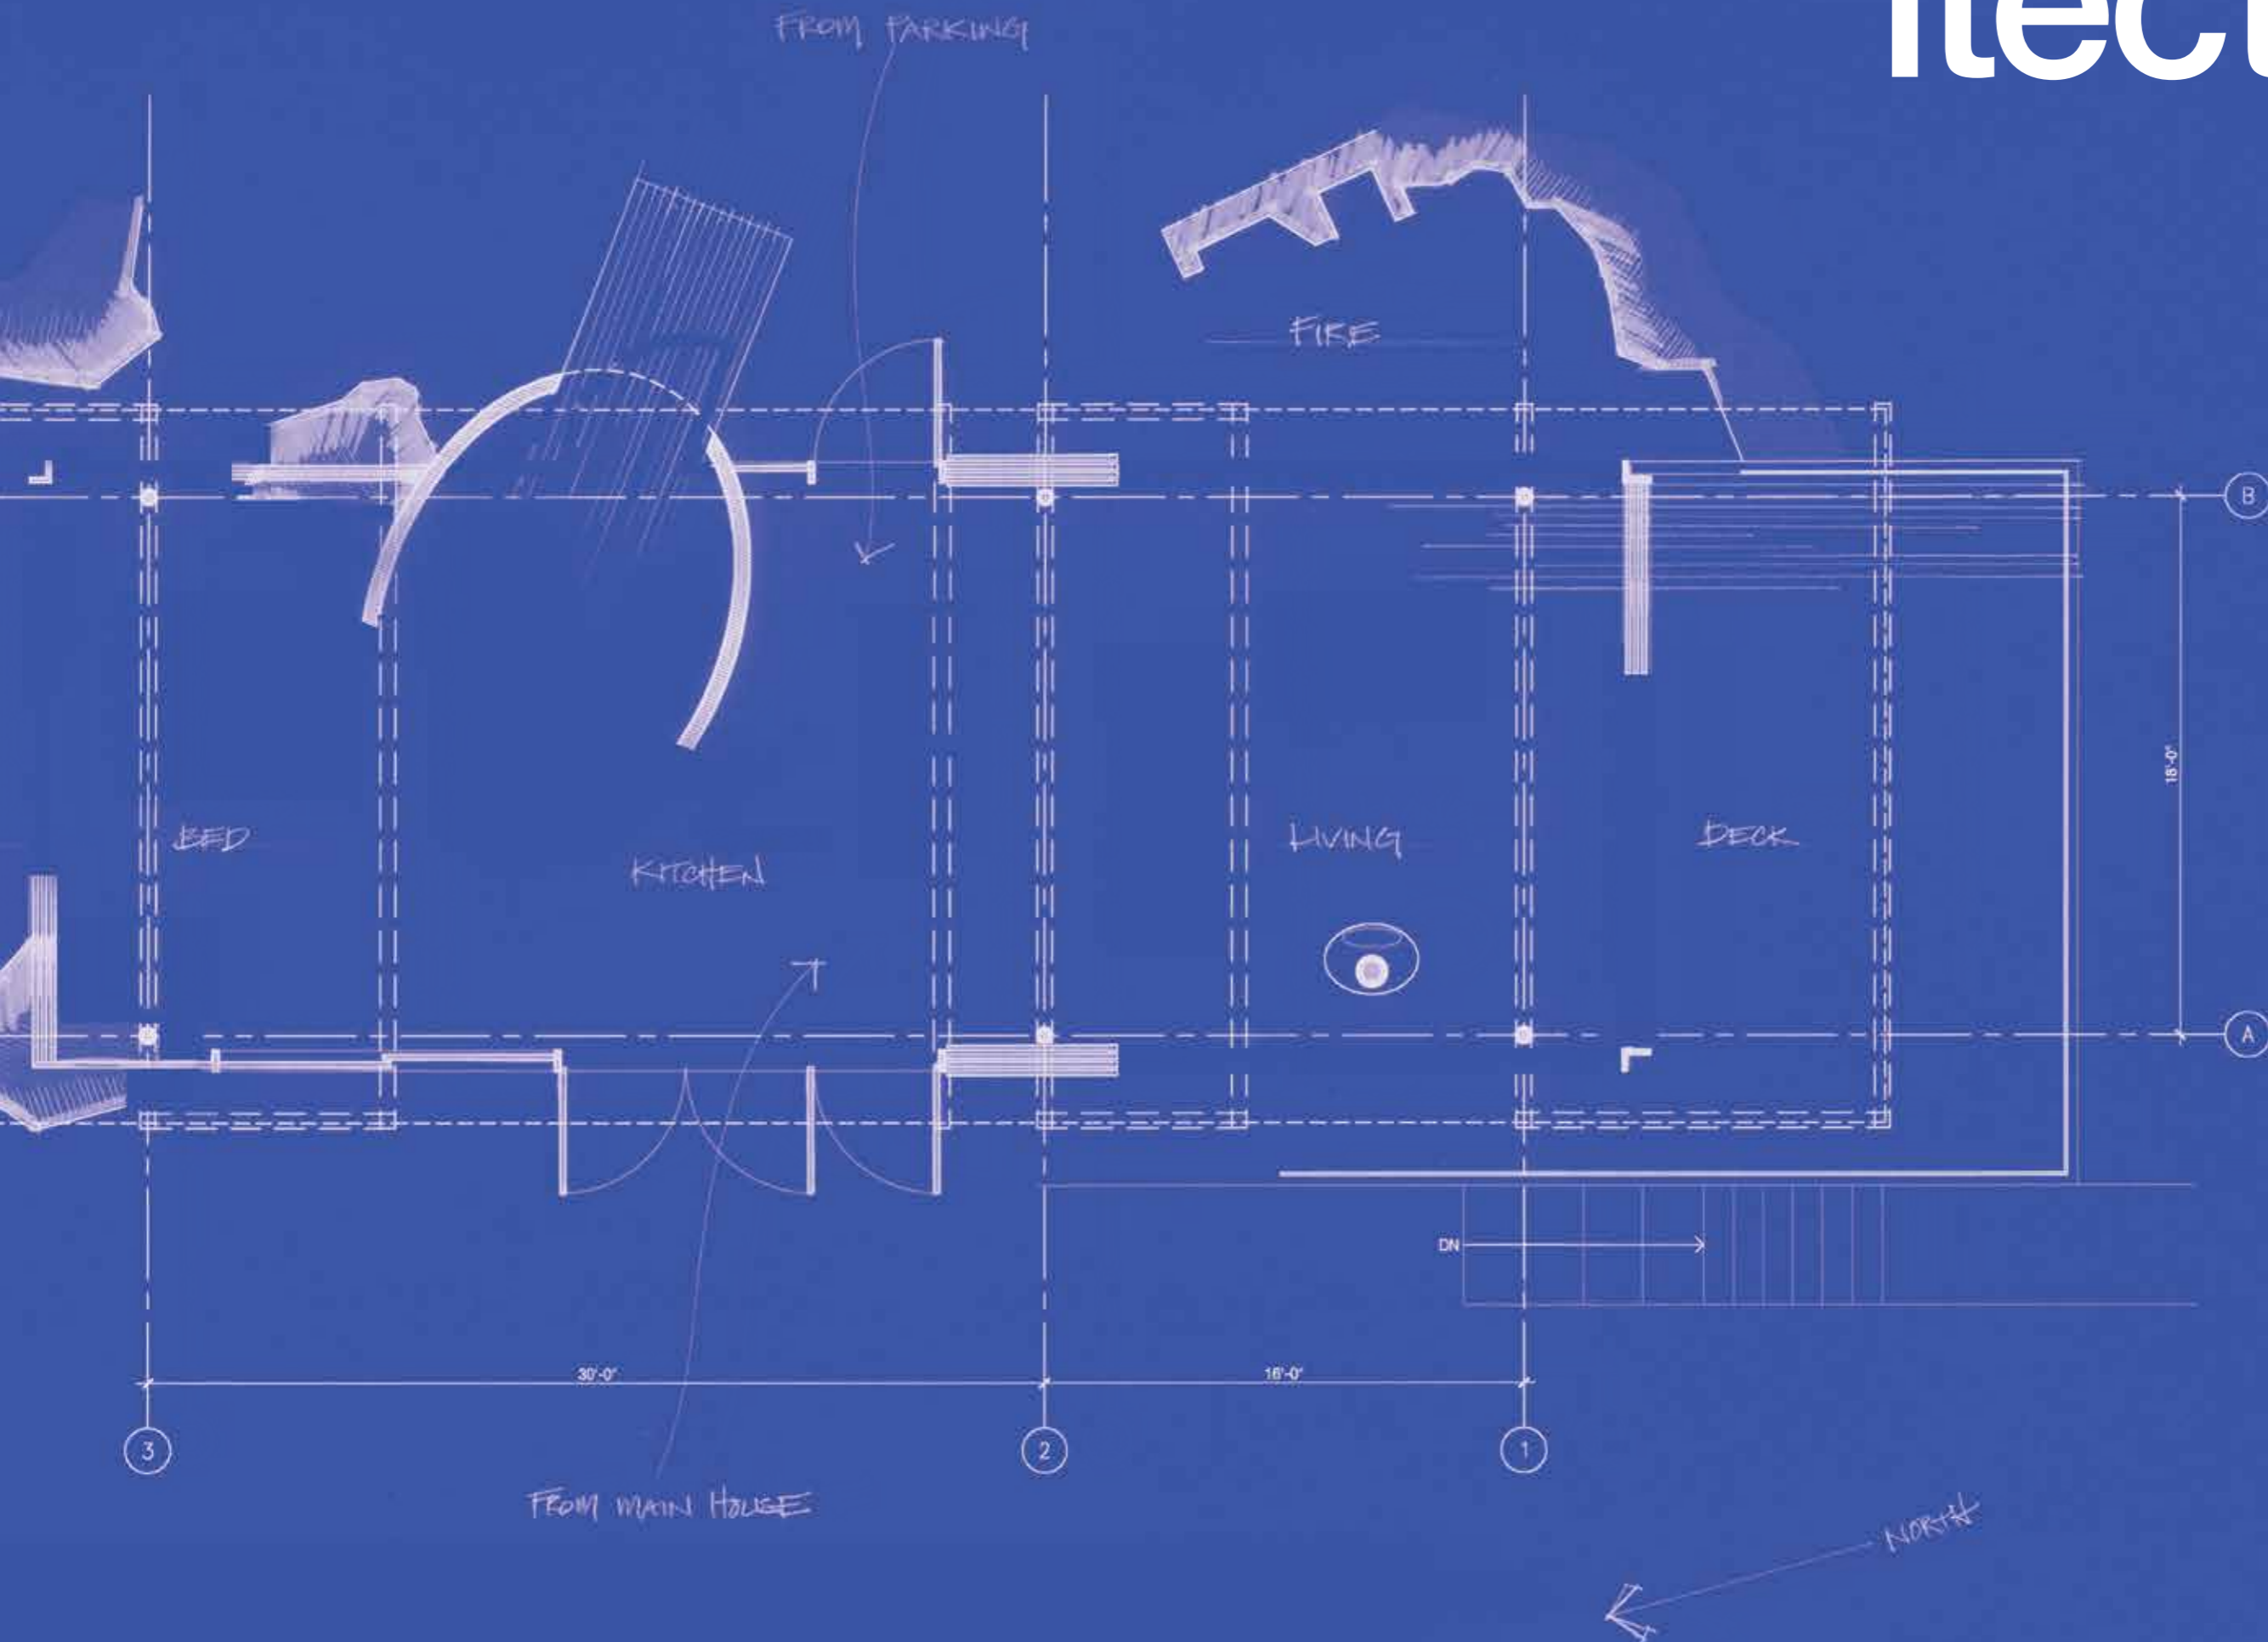 itect
FROM PARKING
FIRE
B
18'-0"
BED
KITCHEN
LIVING
DECK
A
DN
30'-0"
16'-0"
3
2
1
FROM MAIN HOUSE
NORTH